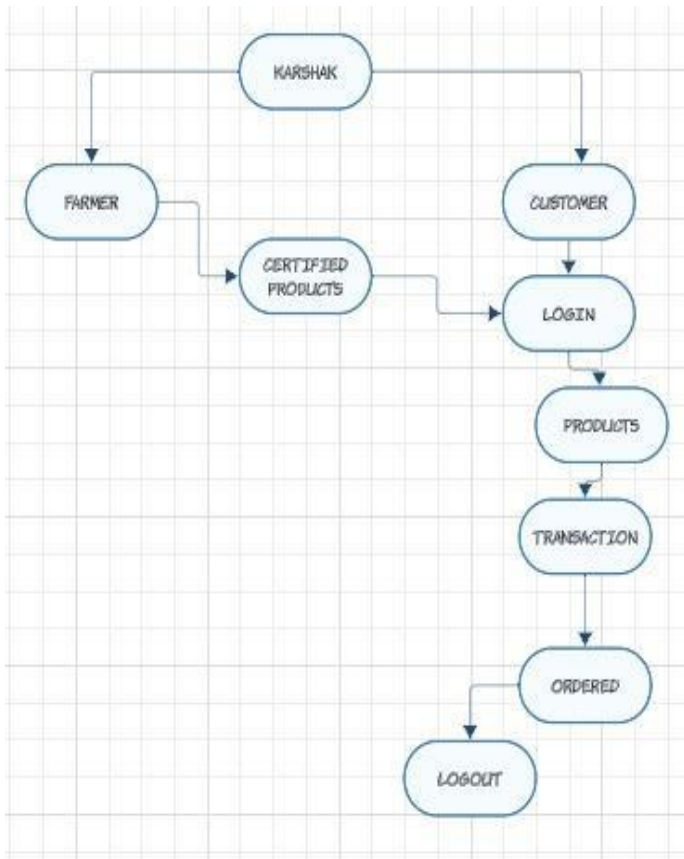 KARSHAK
FARMER
CUSTOMER
CERTIFIED
PRODUCTS
LOGIN
PRODUCTS
TRANSACTION
ORDERED
LOGOUT